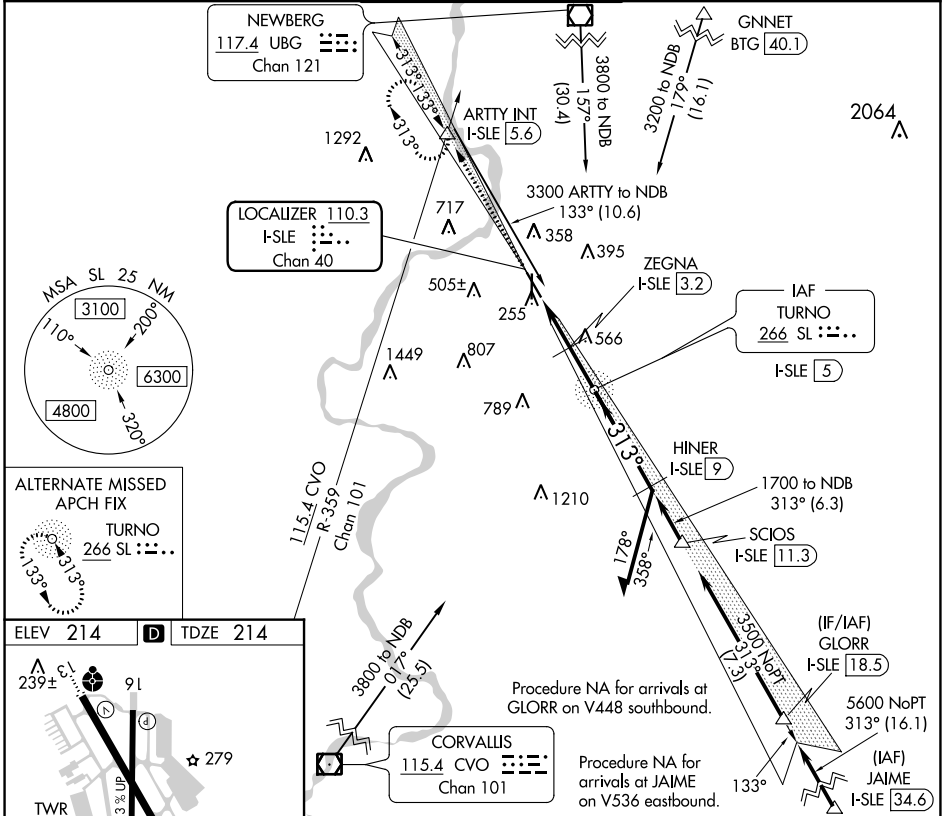 NEWBERG
117.4 UBG
Chan 121
313°
133°
313°
3800 to NDB
157°
(30.4)
GNNET
BTG 40.1
3200 to NDB
179°
(16.1)
2064
ARTTY INT
I-SLE 5.6
1292
3300 ARTTY to NDB
133° (10.6)
717
358
395
LOCALIZER 110.3
I-SLE
Chan 40
ZEGNA
I-SLE 3.2
505±
255
566
IAF
TURNO
266 SL
I-SLE 5
MSA SL 25 NM
3100
110°
200°
6300
4800
320°
1449
807
789
313°
HINER
I-SLE 9
1700 to NDB
313° (6.3)
1210
SCIOS
I-SLE 11.3
178°
358°
115.4 CVO
R-359
Chan 101
ALTERNATE MISSED
APCH FIX
TURNO
266 SL
133°
313°
3500 NoPT
313°
(7.3)
(IF/IAF)
GLORR
I-SLE 18.5
3800 to NDB
017°
(25.5)
Procedure NA for arrivals at
GLORR on V448 southbound.
5600 NoPT
313° (16.1)
CORVALLIS
115.4 CVO
Chan 101
Procedure NA for
arrivals at JAIME
on V536 eastbound.
133°
(IAF)
JAIME
I-SLE 34.6
ELEV 214 D TDZE 214
239±
13
16
V
P
279
3% UP
TWR